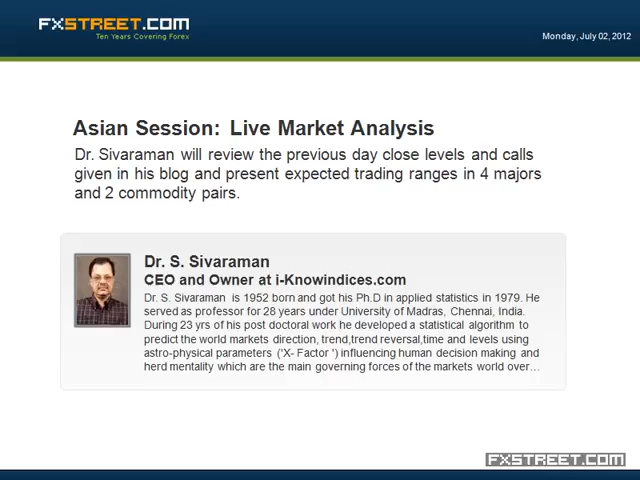 FXSTREET.COM
Ten Years Covering Forex
Monday, July 02, 2012
Asian Session: Live Market Analysis
Dr. Sivaraman will review the previous day close levels and calls
given in his blog and present expected trading ranges in 4 majors
and 2 commodity pairs.
Dr. S. Sivaraman
CEO and Owner at i-Knowindices.com
Dr. S. Sivaraman is 1952 born and got his Ph.D in applied statistics in 1979. He
served as professor for 28 years under University of Madras, Chennai, India.
During 23 yrs of his post doctoral work he developed a statistical algorithm to
predict the world markets direction, trend,trend reversal,time and levels using
astro-physical parameters ('X- Factor ') influencing human decision making and
herd mentality which are the main governing forces of the markets world over…
FXSTREET.COM